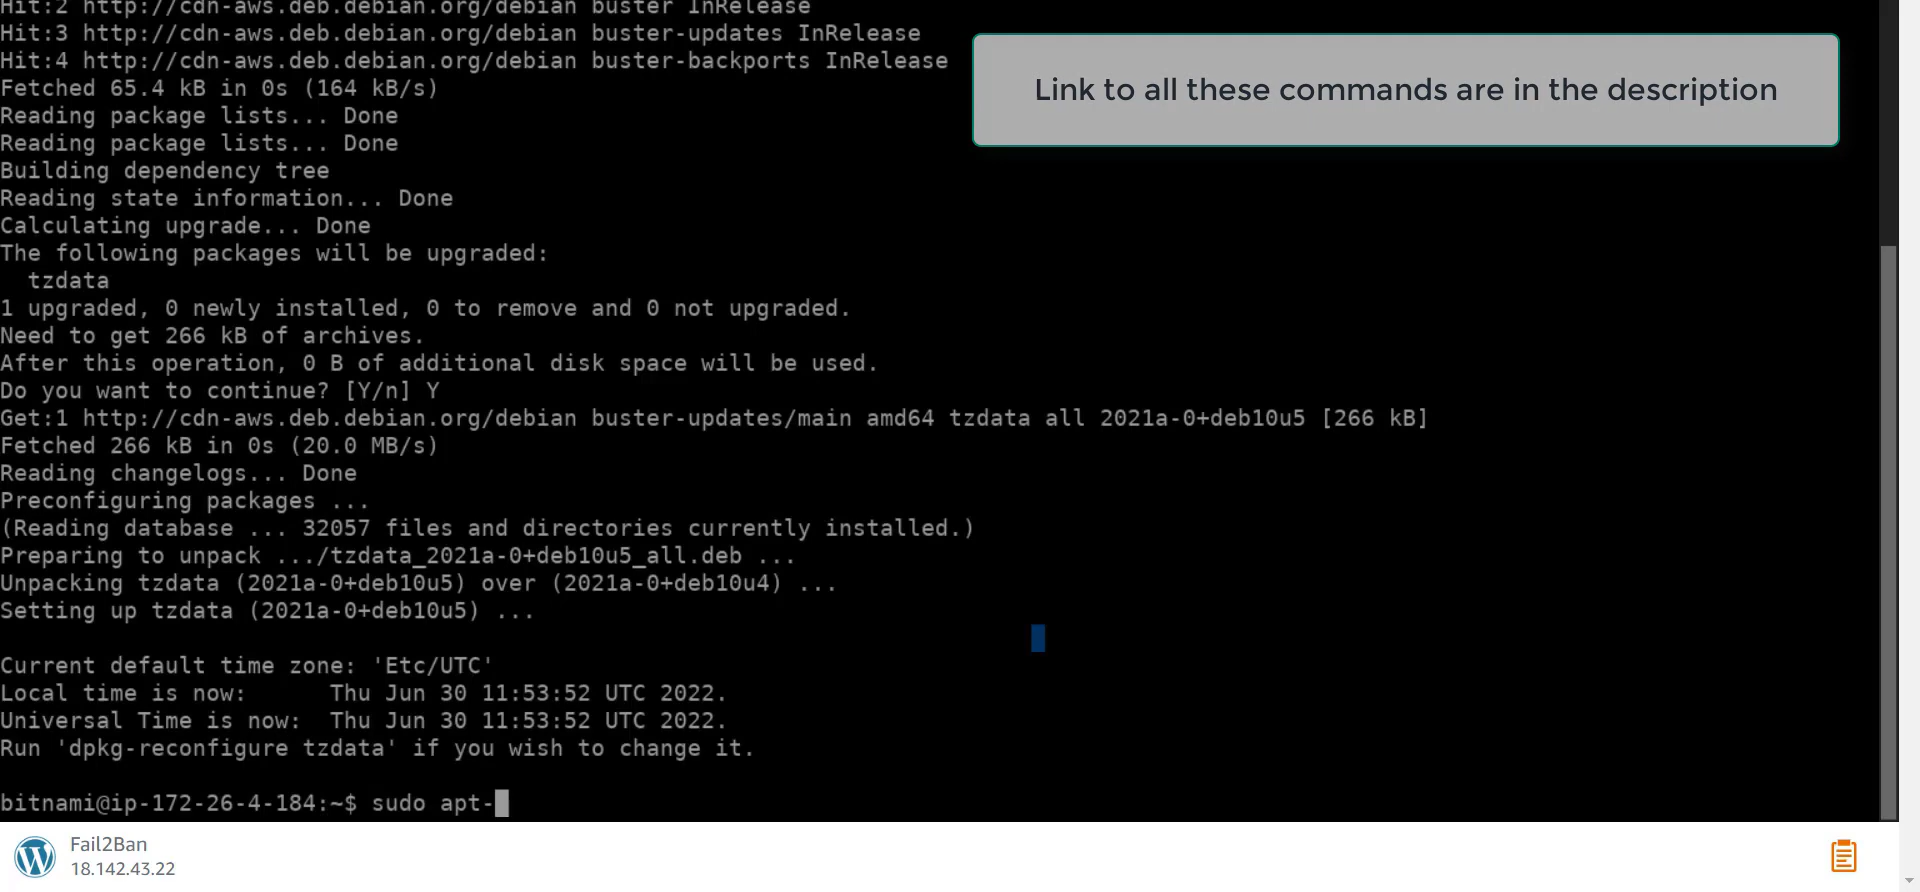 Hit:2 http://cdn-aws.deb.debian.org/debian buster InRelease
Hit:3 http://cdn-aws.deb.debian.org/debian buster-updates InRelease
Hit:4 http://cdn-aws.deb.debian.org/debian buster-backports InRelease
Link to all these commands are in the description
Fetched 65.4 kB in 0s (164 kB/s)
Reading package lists... Done
Reading package lists... Done
Building dependency tree
Reading state information... Done
Calculating upgrade... Done
The following packages will be upgraded:
  tzdata
1 upgraded, 0 newly installed, 0 to remove and 0 not upgraded.
Need to get 266 kB of archives.
After this operation, 0 B of additional disk space will be used.
Do you want to continue? [Y/n] Y
Get:1 http://cdn-aws.deb.debian.org/debian buster-updates/main amd64 tzdata all 2021a-0+deb10u5 [266 kB]
Fetched 266 kB in 0s (20.0 MB/s)
Reading changelogs... Done
Preconfiguring packages ...
(Reading database ... 32057 files and directories currently installed.)
Preparing to unpack .../tzdata_2021a-0+deb10u5_all.deb ...
Unpacking tzdata (2021a-0+deb10u5) over (2021a-0+deb10u4) ...
Setting up tzdata (2021a-0+deb10u5) ...
Current default time zone: 'Etc/UTC'
Local time is now:      Thu Jun 30 11:53:52 UTC 2022.
Universal Time is now:  Thu Jun 30 11:53:52 UTC 2022.
Run 'dpkg-reconfigure tzdata' if you wish to change it.
bitnami@ip-172-26-4-184:~$ sudo apt-
Fail2Ban
18.142.43.22